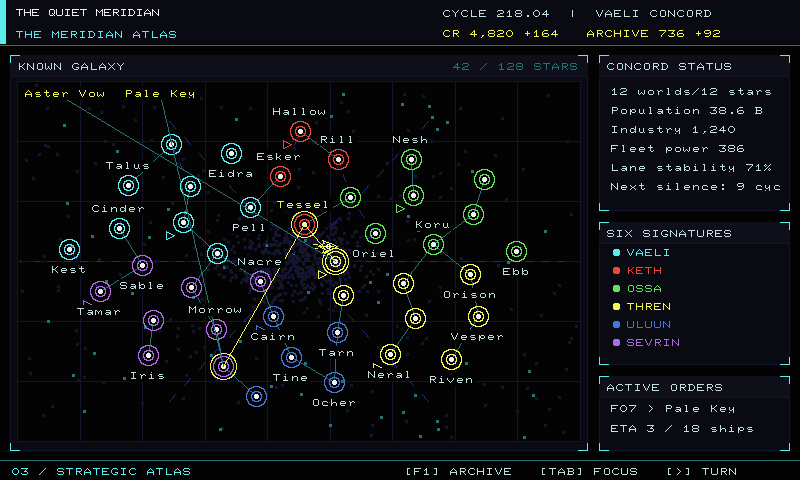 THE QUIET MERIDIAN
CYCLE 218.04 | VAELI CONCORD
THE MERIDIAN ATLAS
CR 4,820 +164 ARCHIVE 736 +92
KNOWN GALAXY
42 / 128 STARS
Aster Vow Pale Key
Hallow
Rill
Nesh
Esker
Talus
Eidra
Cinder
Tessel
Pell
Koru
Oriel
Kest
Nacre
Ebb
Sable
Orison
Tamar
Morrow
Cairn
Vesper
Tarn
Iris
Tine
Neral
Riven
Ocher
CONCORD STATUS
12 worlds/12 stars
Population 38.6 B
Industry 1,240
Fleet power 386
Lane stability 71%
Next silence: 9 cyc
SIX SIGNATURES
VAELI
KETH
OSSA
THREN
ULUUN
SEVRIN
ACTIVE ORDERS
F07 > Pale Key
ETA 3 / 18 ships
03 / STRATEGIC ATLAS
[F1] ARCHIVE [TAB] FOCUS [>] TURN